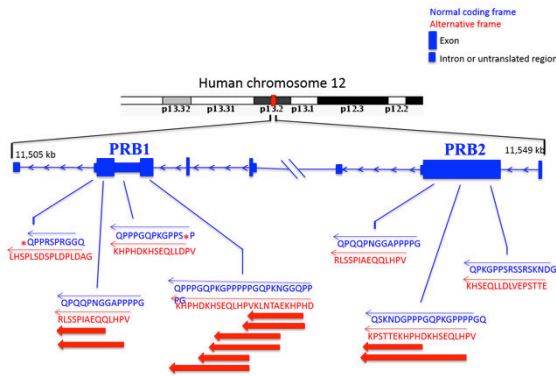 Normal coding frame
Alternative frame
Exon
Intron or untranslated region
Human chromosome 12
p13.32 p13.31 p13.2 p13.1 12.3 12.2
11,505 kb
PRB1
PRB2
11,549 kb
*QPPRSPRGGQ
LHSPLSDSPLDPLDAG
QPPPGQPKGPPS*P
KHPHDKHSEQLLDPV
QPQQPNGGAPPPPG
RLSSPIAEQQLHPV
QPKGPPSRSSRSKNDG
KHSEQLLDLVEPSTTE
QPQQPNGGAPPPPG
RLSSPIAEQQLHPV
QPPPGQPKGPPPPPGQPKNGGQPP
PG
KHPHDKHSEQLHPVKLNTAEKHPHD
QSKNDGPPPGQPKGPPPPGQ
KPSTTEKHPHDKHSEQLHPV